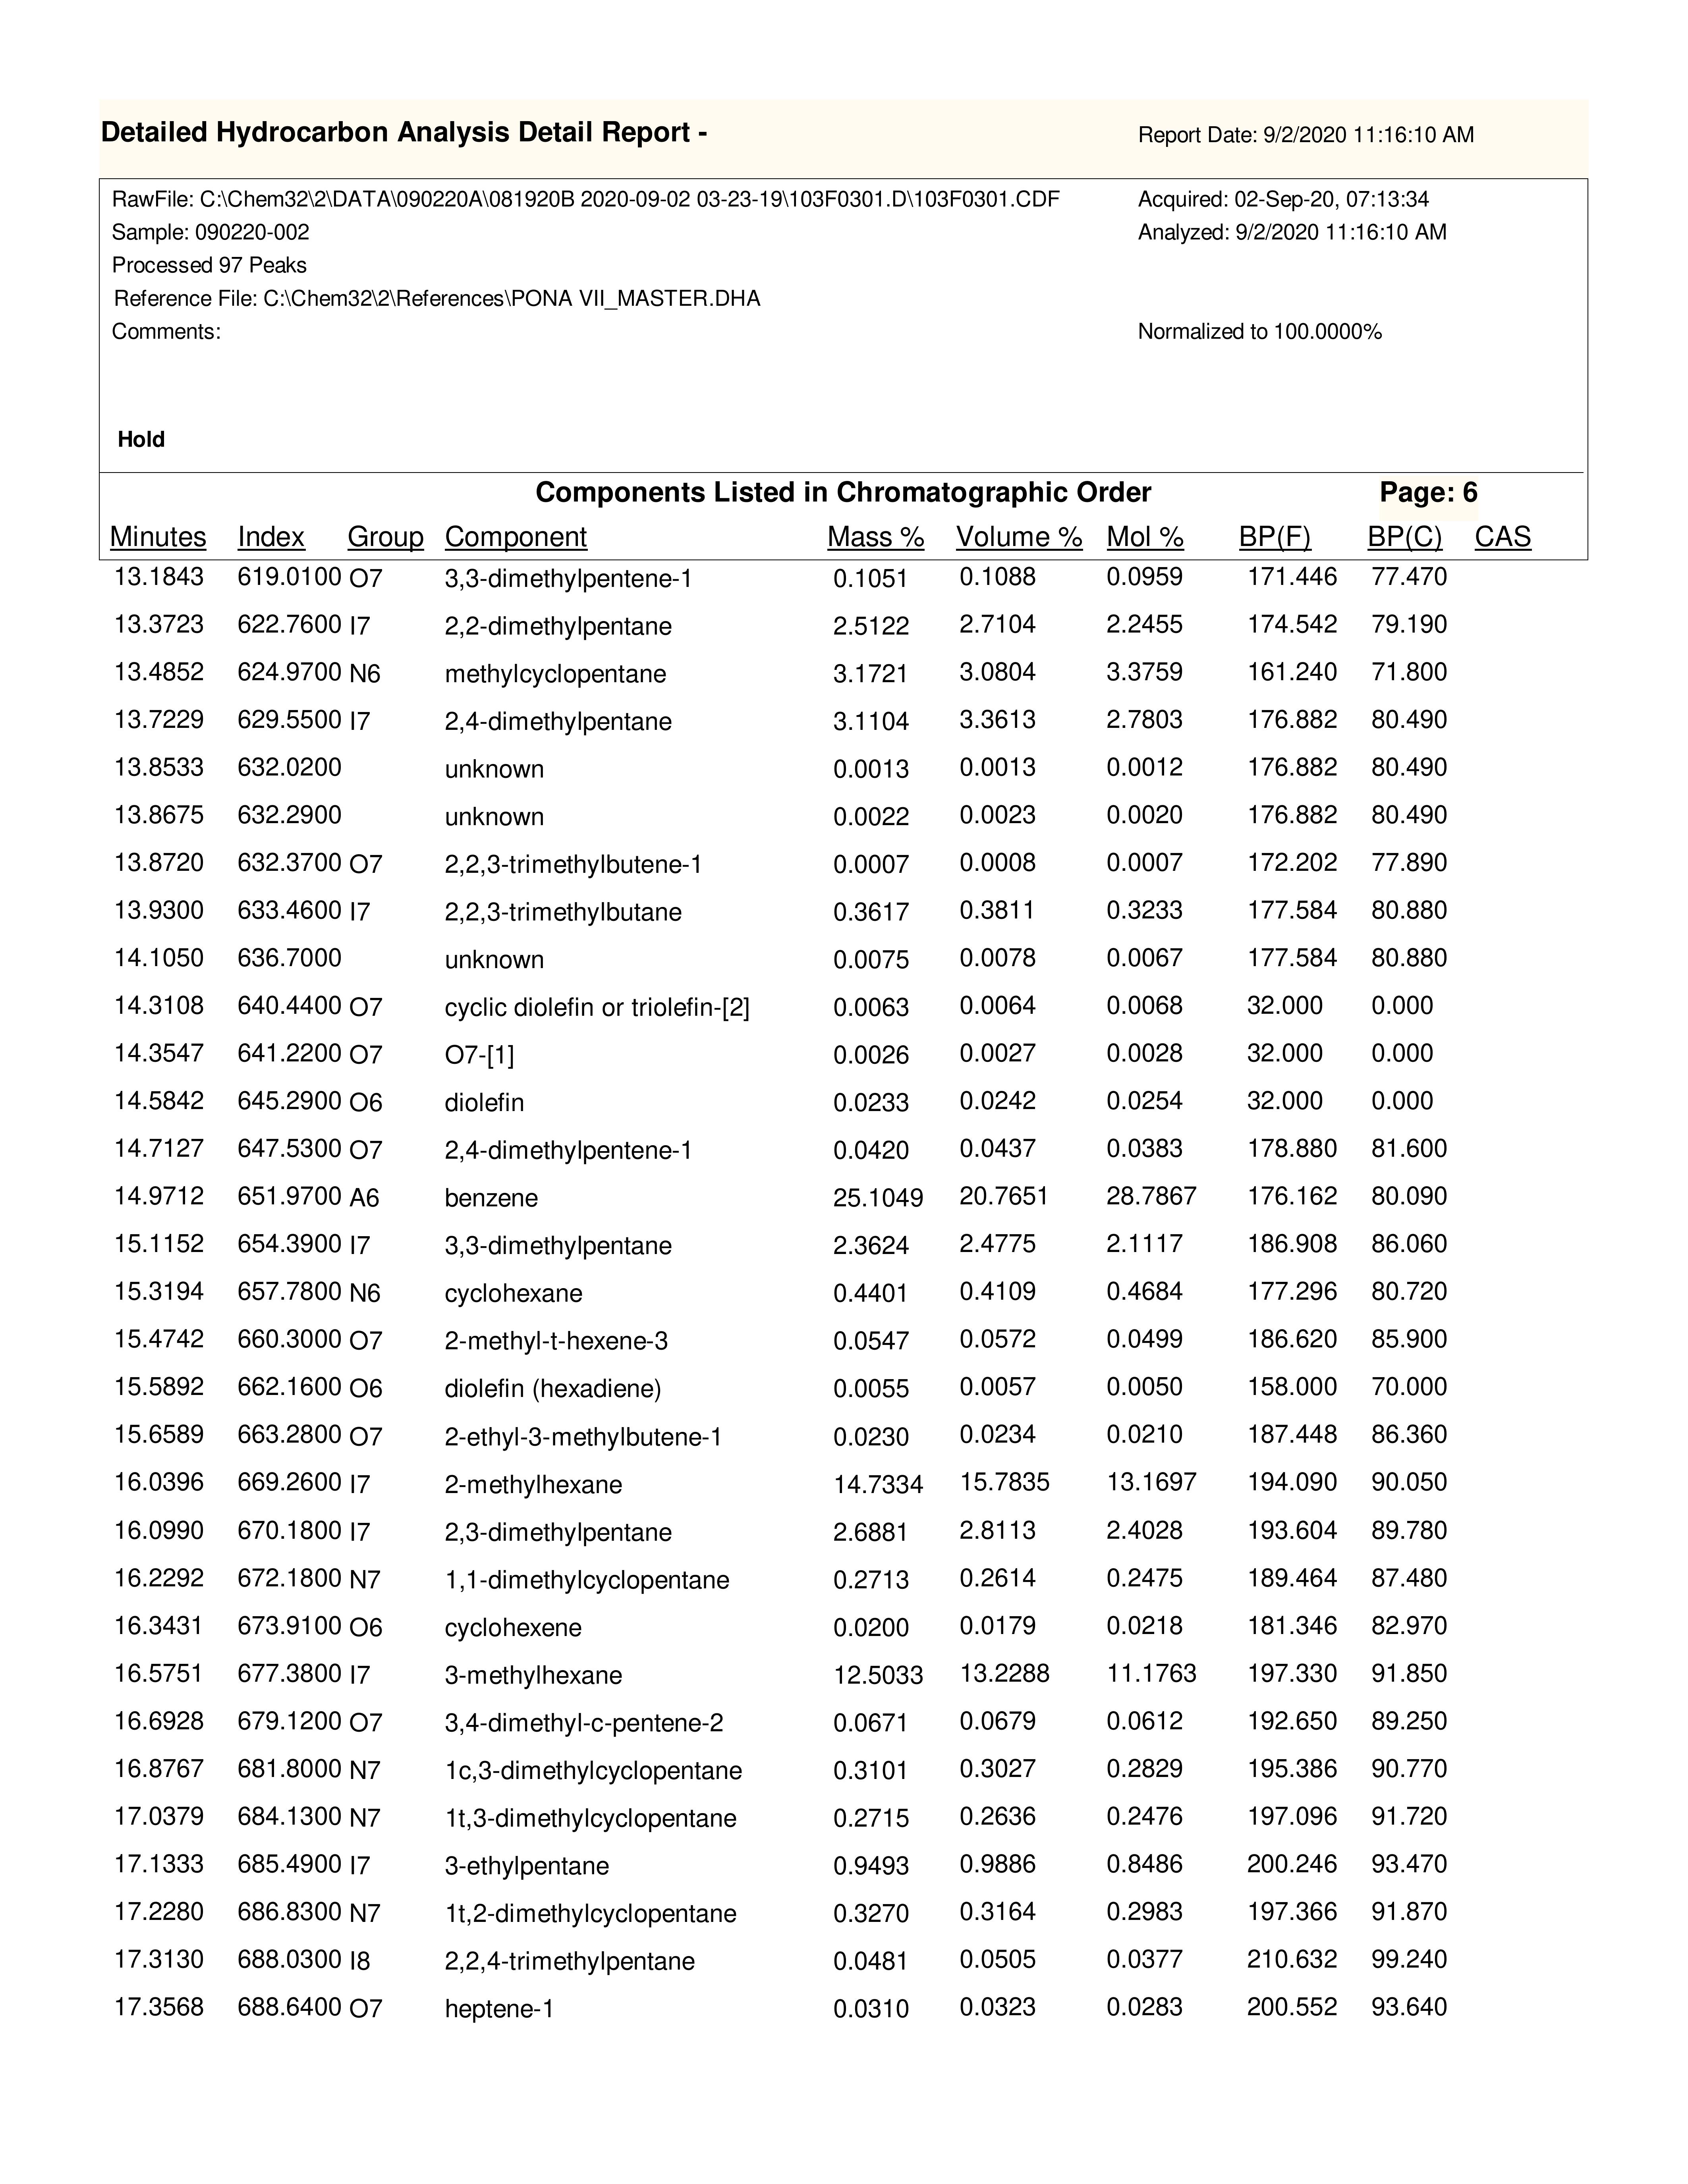 Detailed Hydrocarbon Analysis Detail Report - Report Date: 9/2/2020 11:16:10 AM
RawFile: C:\Chem32\2\DATA\090220A\081920B 2020-09-02 03-23-19\103F0301.D\103F0301.CDF Acquired: 02-Sep-20, 07:13:34
Sample: 090220-002 Analyzed: 9/2/2020 11:16:10 AM
Processed 97 Peaks
Reference File: C:\Chem32\2\References\PONA VII_MASTER.DHA
Comments: Normalized to 100.0000%
Hold
Components Listed in Chromatographic Order Page: 6
Minutes Index Group Component Mass % Volume % Mol % BP(F) BP(C) CAS
13.1843 619.0100 O7 3,3-dimethylpentene-1 0.1051 0.1088 0.0959 171.446 77.470
13.3723 622.7600 I7 2,2-dimethylpentane 2.5122 2.7104 2.2455 174.542 79.190
13.4852 624.9700 N6 methylcyclopentane 3.1721 3.0804 3.3759 161.240 71.800
13.7229 629.5500 I7 2,4-dimethylpentane 3.1104 3.3613 2.7803 176.882 80.490
13.8533 632.0200 unknown 0.0013 0.0013 0.0012 176.882 80.490
13.8675 632.2900 unknown 0.0022 0.0023 0.0020 176.882 80.490
13.8720 632.3700 O7 2,2,3-trimethylbutene-1 0.0007 0.0008 0.0007 172.202 77.890
13.9300 633.4600 I7 2,2,3-trimethylbutane 0.3617 0.3811 0.3233 177.584 80.880
14.1050 636.7000 unknown 0.0075 0.0078 0.0067 177.584 80.880
14.3108 640.4400 O7 cyclic diolefin or triolefin-[2] 0.0063 0.0064 0.0068 32.000 0.000
14.3547 641.2200 O7 O7-[1] 0.0026 0.0027 0.0028 32.000 0.000
14.5842 645.2900 O6 diolefin 0.0233 0.0242 0.0254 32.000 0.000
14.7127 647.5300 O7 2,4-dimethylpentene-1 0.0420 0.0437 0.0383 178.880 81.600
14.9712 651.9700 A6 benzene 25.1049 20.7651 28.7867 176.162 80.090
15.1152 654.3900 I7 3,3-dimethylpentane 2.3624 2.4775 2.1117 186.908 86.060
15.3194 657.7800 N6 cyclohexane 0.4401 0.4109 0.4684 177.296 80.720
15.4742 660.3000 O7 2-methyl-t-hexene-3 0.0547 0.0572 0.0499 186.620 85.900
15.5892 662.1600 O6 diolefin (hexadiene) 0.0055 0.0057 0.0050 158.000 70.000
15.6589 663.2800 O7 2-ethyl-3-methylbutene-1 0.0230 0.0234 0.0210 187.448 86.360
16.0396 669.2600 I7 2-methylhexane 14.7334 15.7835 13.1697 194.090 90.050
16.0990 670.1800 I7 2,3-dimethylpentane 2.6881 2.8113 2.4028 193.604 89.780
16.2292 672.1800 N7 1,1-dimethylcyclopentane 0.2713 0.2614 0.2475 189.464 87.480
16.3431 673.9100 O6 cyclohexene 0.0200 0.0179 0.0218 181.346 82.970
16.5751 677.3800 I7 3-methylhexane 12.5033 13.2288 11.1763 197.330 91.850
16.6928 679.1200 O7 3,4-dimethyl-c-pentene-2 0.0671 0.0679 0.0612 192.650 89.250
16.8767 681.8000 N7 1c,3-dimethylcyclopentane 0.3101 0.3027 0.2829 195.386 90.770
17.0379 684.1300 N7 1t,3-dimethylcyclopentane 0.2715 0.2636 0.2476 197.096 91.720
17.1333 685.4900 I7 3-ethylpentane 0.9493 0.9886 0.8486 200.246 93.470
17.2280 686.8300 N7 1t,2-dimethylcyclopentane 0.3270 0.3164 0.2983 197.366 91.870
17.3130 688.0300 I8 2,2,4-trimethylpentane 0.0481 0.0505 0.0377 210.632 99.240
17.3568 688.6400 O7 heptene-1 0.0310 0.0323 0.0283 200.552 93.640